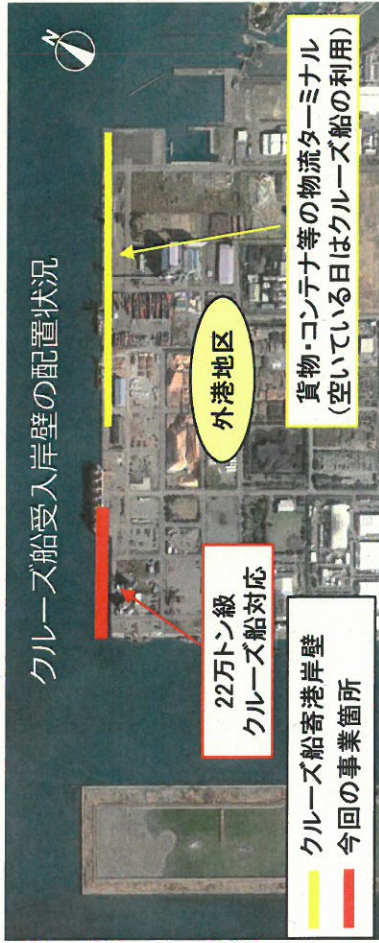 クルーズ船受入岸壁の配置状況
外港地区
22万トン級
クルーズ船対応
貨物・コンテナ等の物流ターミナル
(空いている日はクルーズ船の利用)
クルーズ船寄港岸壁
今回の事業箇所